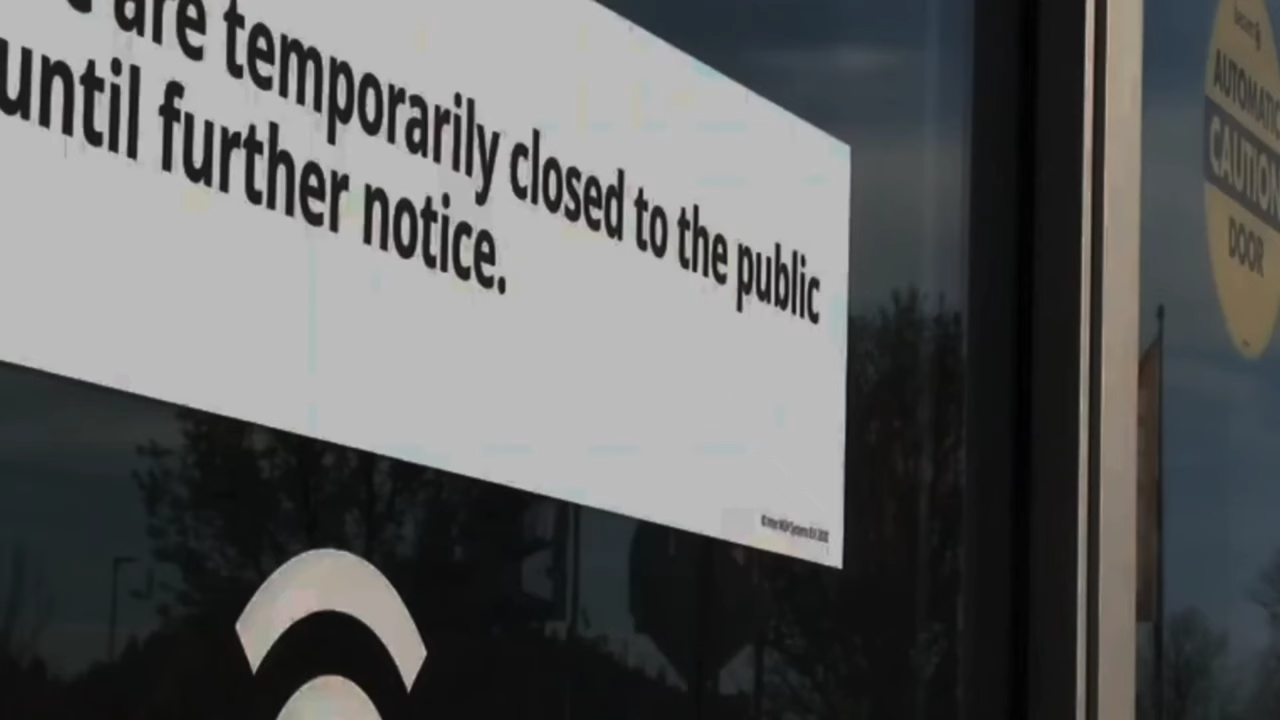 are temporarily closed to the public
until further notice.
AUTOMATIC
CAUTION
DOOR